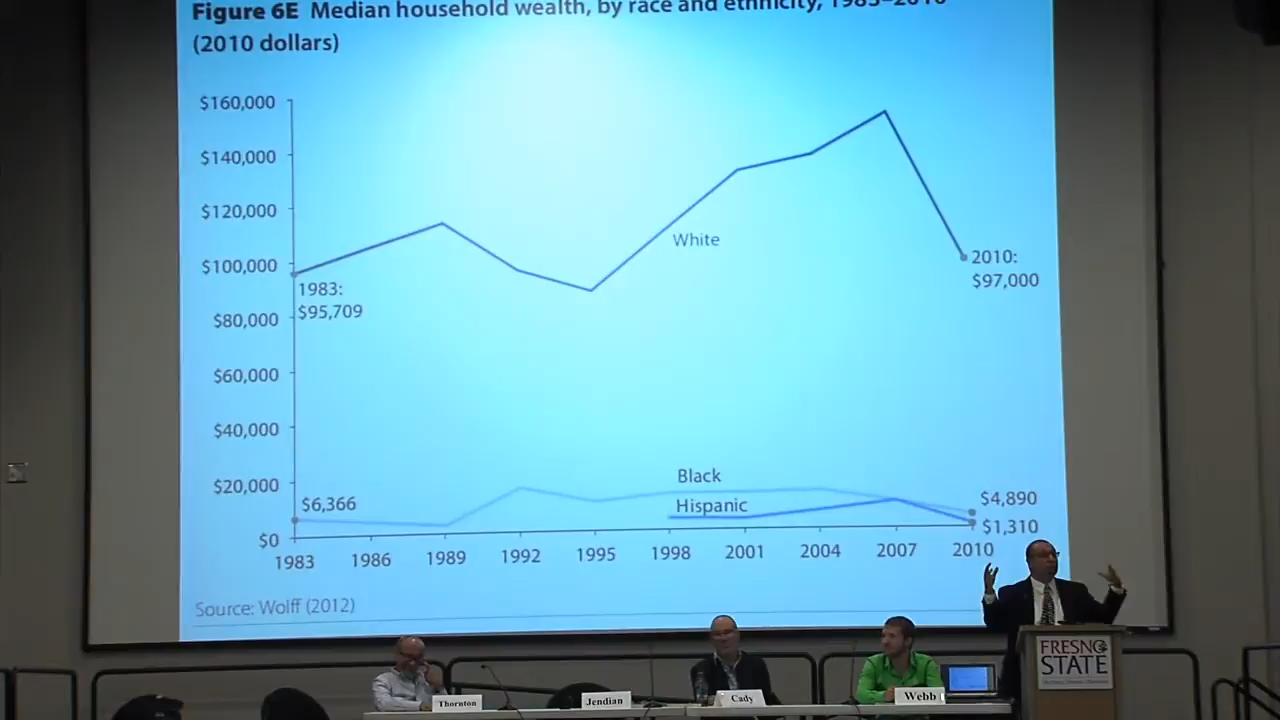 Figure 6E Median household wealth, by race and ethnicity, 1983–2010
(2010 dollars)
$160,000
$140,000
$120,000
$100,000
$80,000
$60,000
$40,000
$20,000
$0
White
1983:
$95,709
2010:
$97,000
Black
Hispanic
$6,366
$4,890
$1,310
1983 1986 1989 1992 1995 1998 2001 2004 2007 2010
Source: Wolff (2012)
FRESNO
STATE
Thornton
Jendian
Cady
Webb